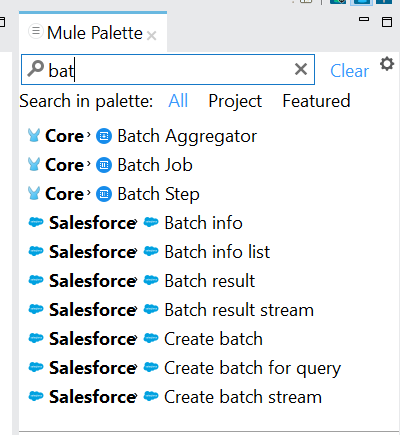 Mule Palette
bat
Clear
Search in palette: All Project Featured
Core Batch Aggregator
Core Batch Job
Core Batch Step
Salesforce Batch info
Salesforce Batch info list
Salesforce Batch result
Salesforce Batch result stream
Salesforce Create batch
Salesforce Create batch for query
Salesforce Create batch stream